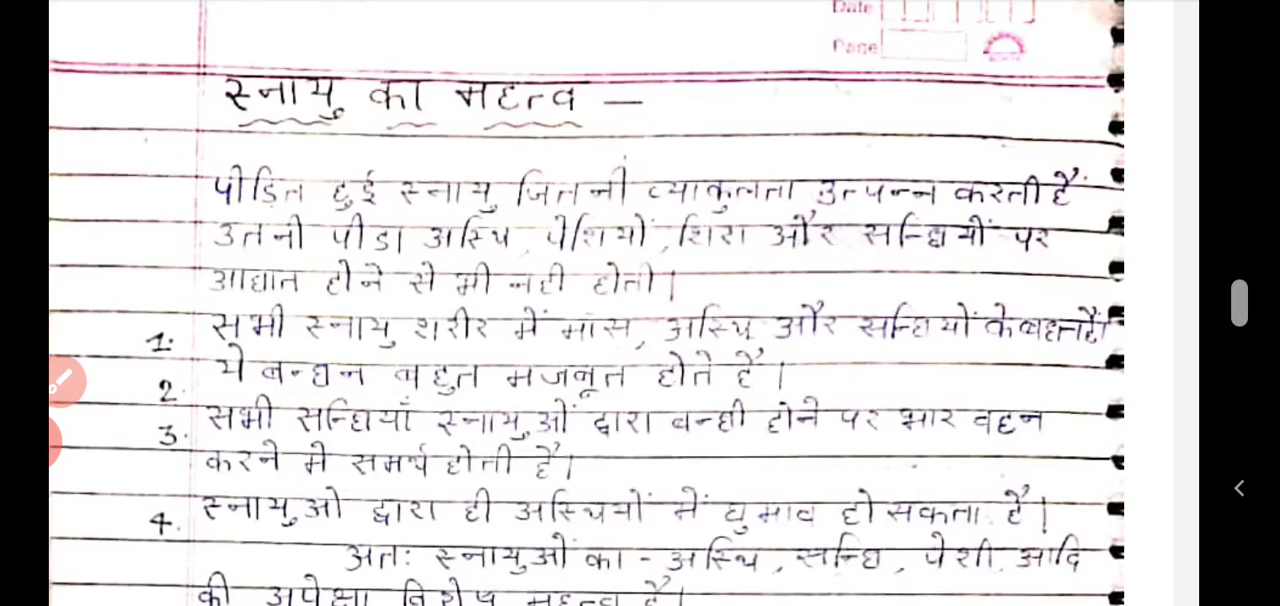 Date
Page
स्नायु का महत्व —
पीड़ित हुई स्नायु जितनी व्याकुलता उत्पन्न करती हैं
उतनी पीडा अस्थि, पेशियों, शिरा और सन्धियों पर
आघात होने से भी नही होती।
1. सभी स्नायु शरीर में मांस, अस्थि और सन्धियों के हैं।
2. ये बन्धन बहुत मजबूत होते हैं।
3. सभी सन्धियाँ स्नायुओं द्वारा बन्धी होने पर भार वहन
करने मे समर्थ होती हैं।
4. स्नायुओ द्वारा ही अस्थियों में घुमाव हो सकता हैं।
अतः स्नायुओं का - अस्थि, सन्धि, पेशी आदि
की अपेक्षा विशेष महत्व हैं।